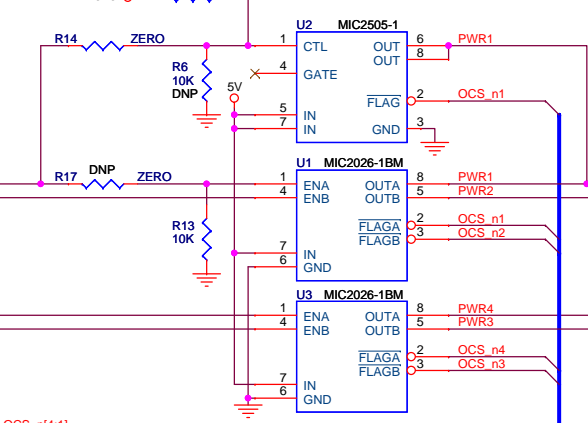 U2 MIC2505-1
R14 ZERO
1 CTL OUT 6 PWR1
OUT 8
R6
10K
DNP
4 GATE
5V
FLAG 2 OCS_n1
5 IN
7 IN GND 3
U1 MIC2026-1BM
DNP
R17 ZERO
1 ENA OUTA 8 PWR1
4 ENB OUTB 5 PWR2
R13
10K
FLAGA 2 OCS_n1
FLAGB 3 OCS_n2
7 IN
6 GND
U3 MIC2026-1BM
1 ENA OUTA 8 PWR4
4 ENB OUTB 5 PWR3
FLAGA 2 OCS_n4
FLAGB 3 OCS_n3
7 IN
6 GND
OCS_n[4:1]